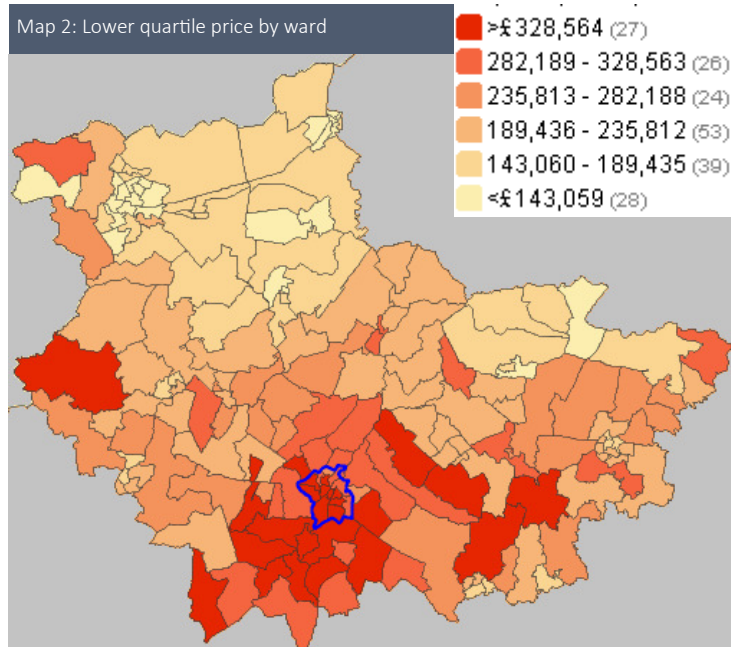 Map 2: Lower quartile price by ward
>£328,564 (27)
282,189 - 328,563 (26)
235,813 - 282,188 (24)
189,436 - 235,812 (53)
143,060 - 189,435 (39)
<£143,059 (28)